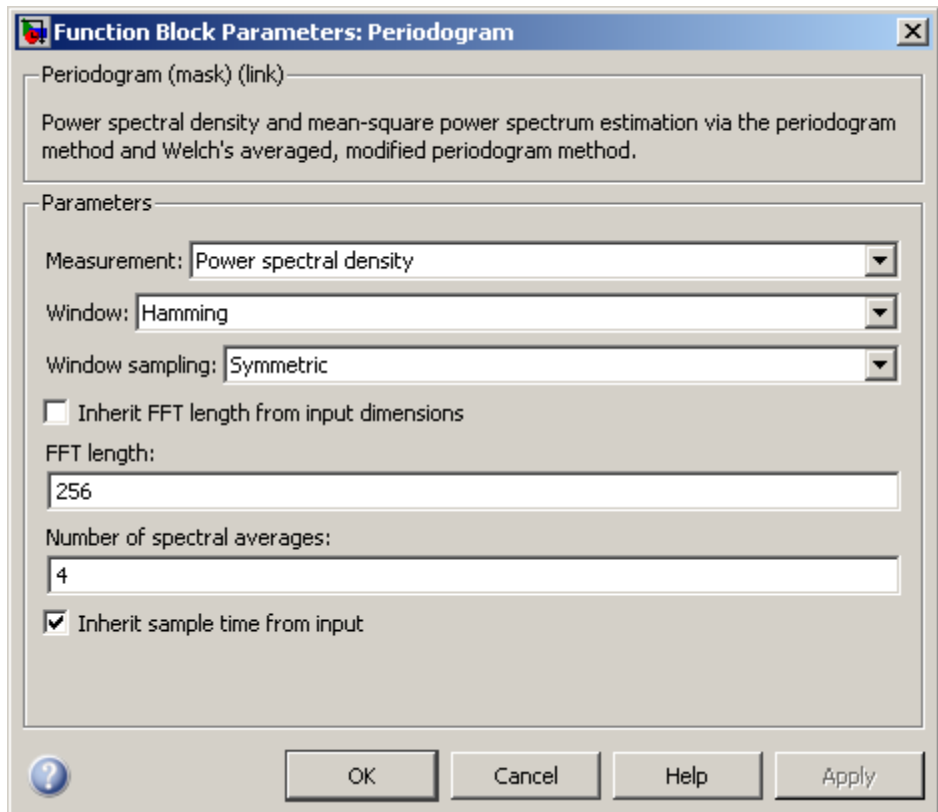 Function Block Parameters: Periodogram
Periodogram (mask) (link)
Power spectral density and mean-square power spectrum estimation via the periodogram
method and Welch's averaged, modified periodogram method.
Parameters
Measurement: Power spectral density
Window: Hamming
Window sampling: Symmetric
Inherit FFT length from input dimensions
FFT length:
256
Number of spectral averages:
4
Inherit sample time from input
OK Cancel Help Apply